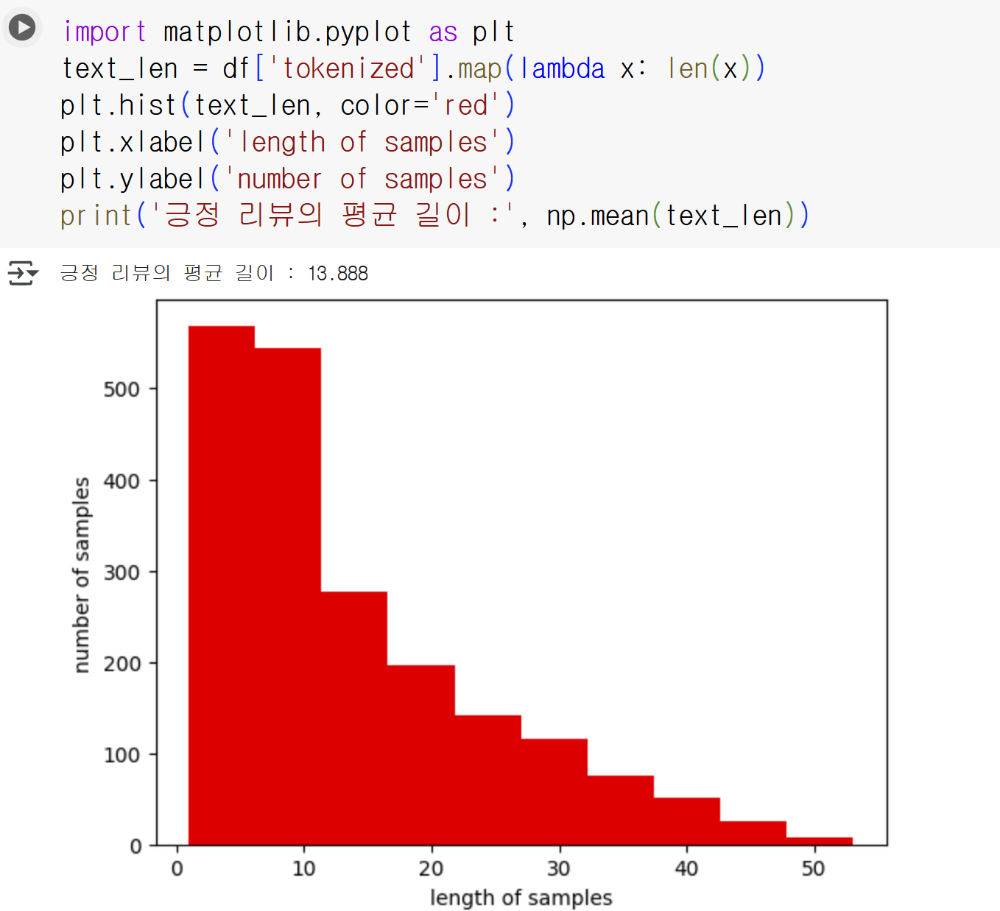 import matplotlib.pyplot as plt
text_len = df['tokenized'].map(lambda x: len(x))
plt.hist(text_len, color='red')
plt.xlabel('length of samples')
plt.ylabel('number of samples')
print('긍정 리뷰의 평균 길이 :', np.mean(text_len))
긍정 리뷰의 평균 길이 : 13.888
number of samples
500
400
300
200
100
0
0 10 20 30 40 50
length of samples